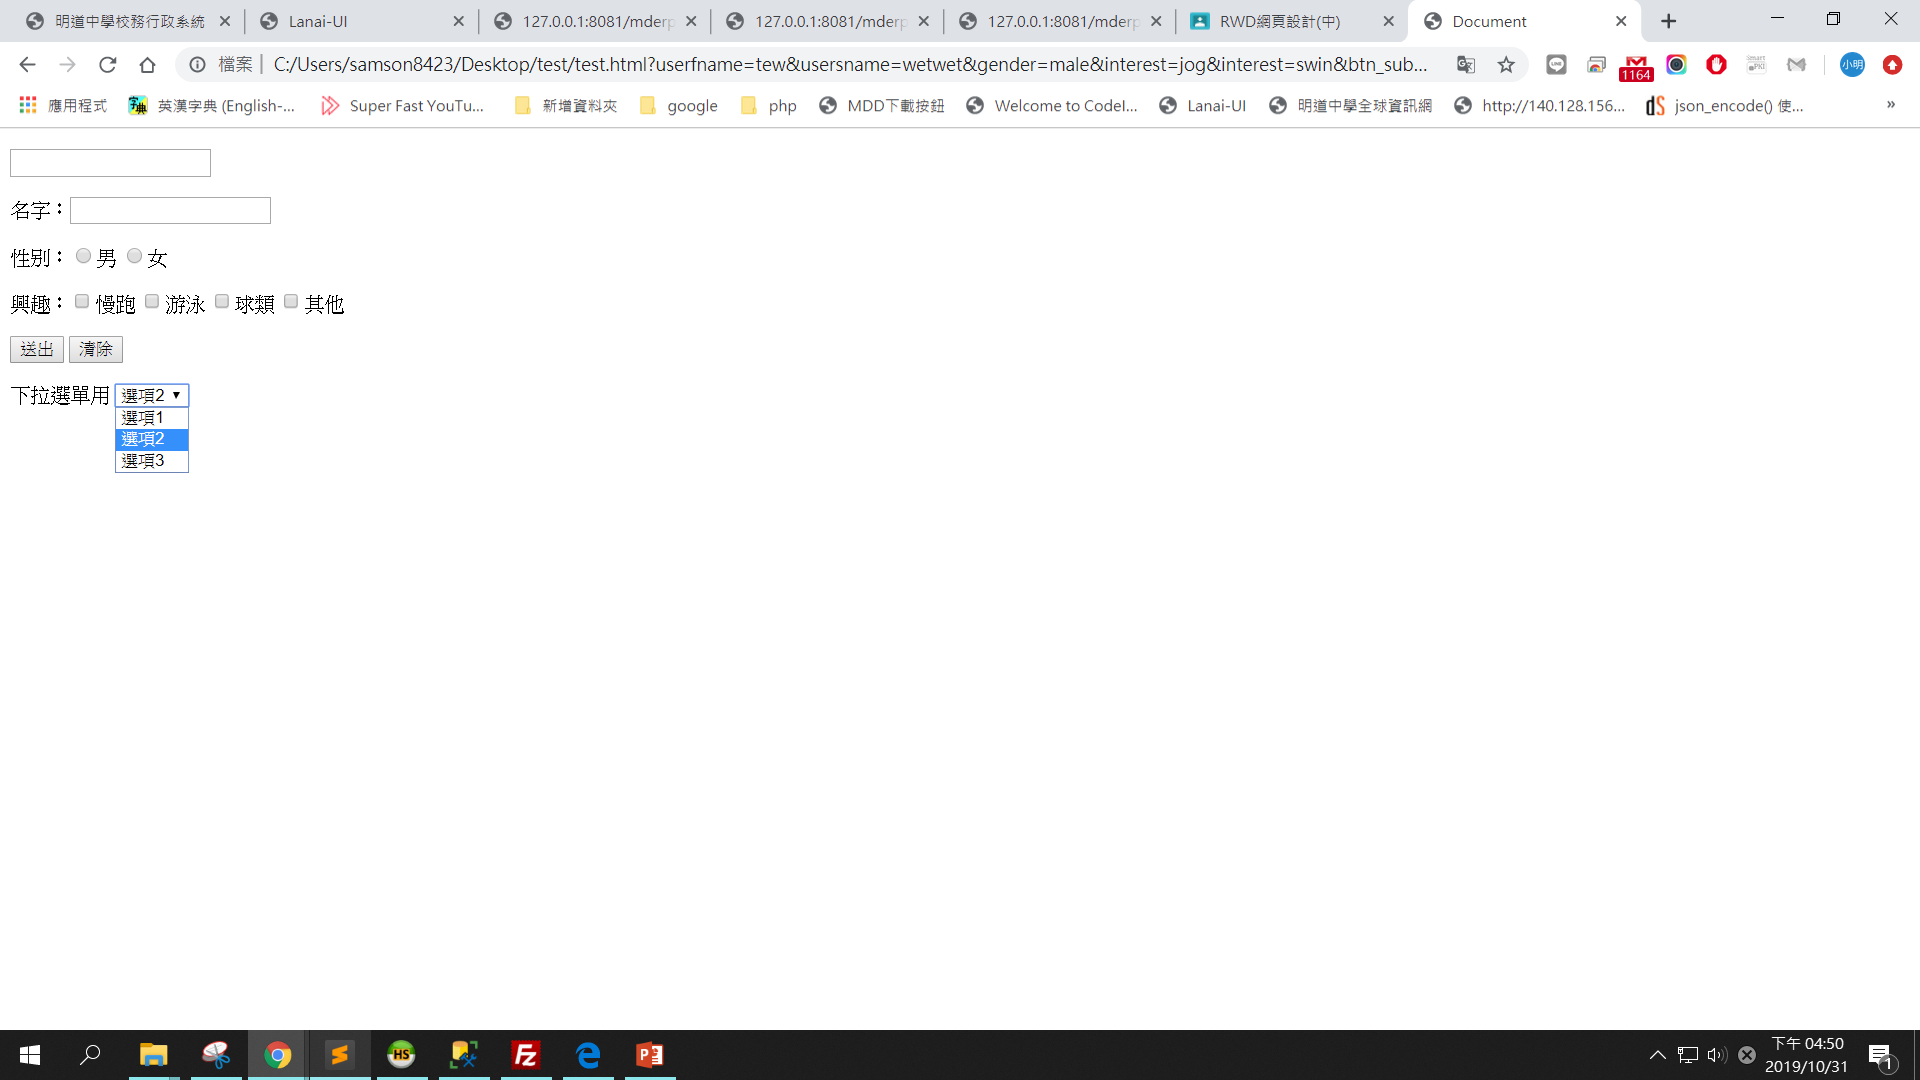 明道中學校務行政系統
Lanai-UI
127.0.0.1:8081/mderp
127.0.0.1:8081/mderp
127.0.0.1:8081/mderp
RWD網頁設計(中)
Document
檔案 C:/Users/samson8423/Desktop/test/test.html?userfname=tew&usersname=wetwet&gender=male&interest=jog&interest=swin&btn_sub...
1164
小明
應用程式
英漢字典 (English-...
Super Fast YouTu...
新增資料夾
google
php
MDD下載按鈕
Welcome to CodeI...
Lanai-UI
明道中學全球資訊網
http://140.128.156...
json_encode() 使...
»
名字：
性別： 男 女
興趣： 慢跑 游泳 球類 其他
送出 清除
下拉選單用 選項2
選項1
選項2
選項3
下午 04:50
2019/10/31
1